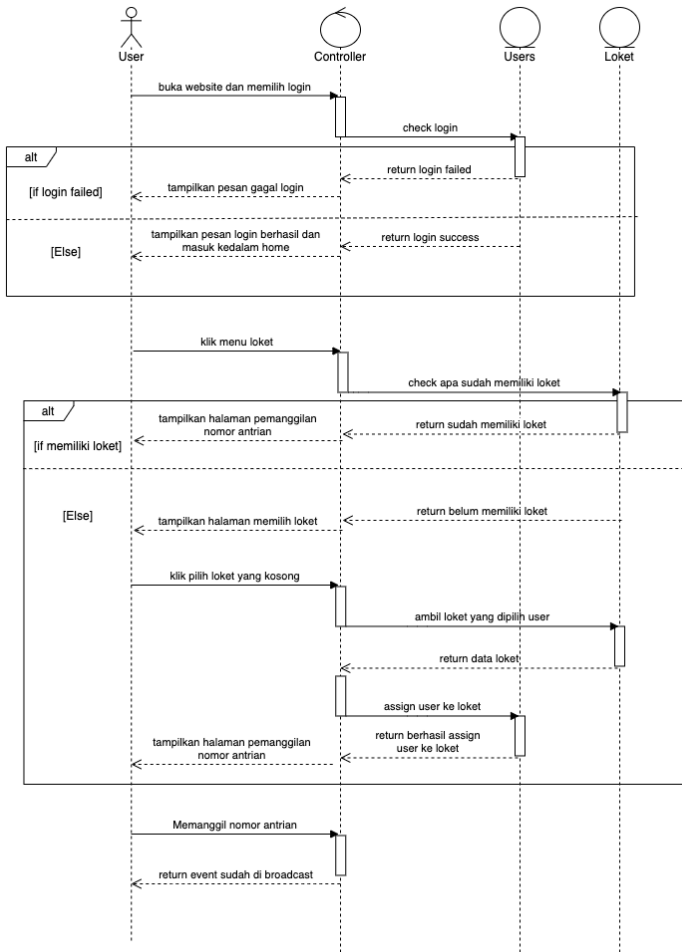 User
Controller
Users
Loket
buka website dan memilih login
check login
alt
return login failed
[if login failed]
tampilkan pesan gagal login
tampilkan pesan login berhasil dan
masuk kedalam home
return login success
[Else]
klik menu loket
check apa sudah memiliki loket
alt
tampilkan halaman pemanggilan
nomor antrian
return sudah memiliki loket
[if memiliki loket]
[Else]
return belum memiliki loket
tampilkan halaman memilih loket
klik pilih loket yang kosong
ambil loket yang dipilih user
return data loket
assign user ke loket
return berhasil assign
user ke loket
tampilkan halaman pemanggilan
nomor antrian
Memanggil nomor antrian
return event sudah di broadcast